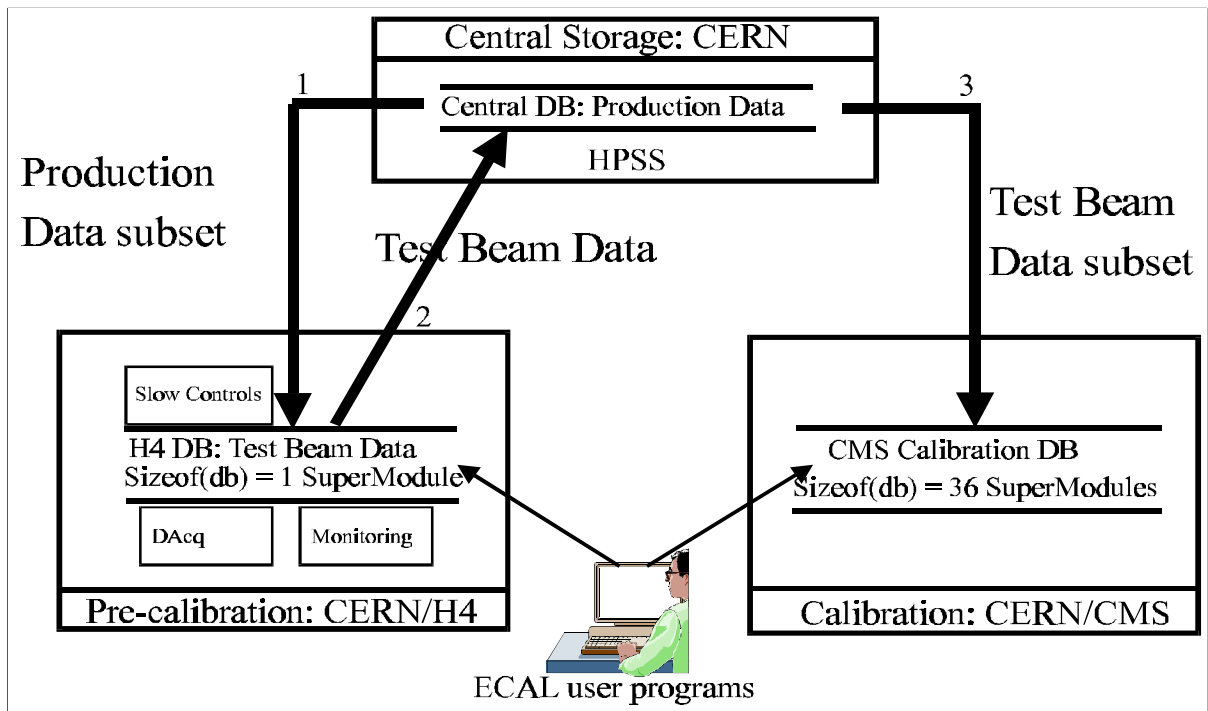 Central Storage: CERN
1
3
Central DB: Production Data
HPSS
Production
Data subset
Test Beam Data
Test Beam
Data subset
2
Slow Controls
H4 DB: Test Beam Data
Sizeof(db) = 1 SuperModule
CMS Calibration DB
Sizeof(db) = 36 SuperModules
DAcq
Monitoring
Pre-calibration: CERN/H4
Calibration: CERN/CMS
ECAL user programs